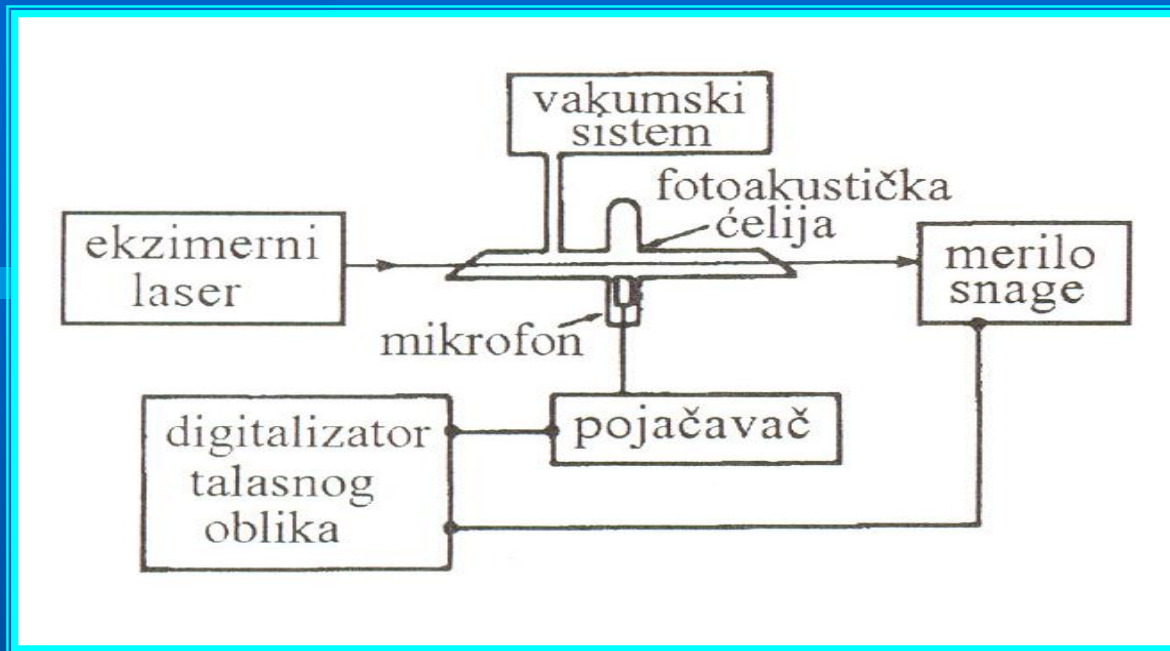 vakumski
sistem
fotoakustička
ćelija
ekzimerni
laser
merilo
snage
mikrofon
pojačavač
digitalizator
talasnog
oblika